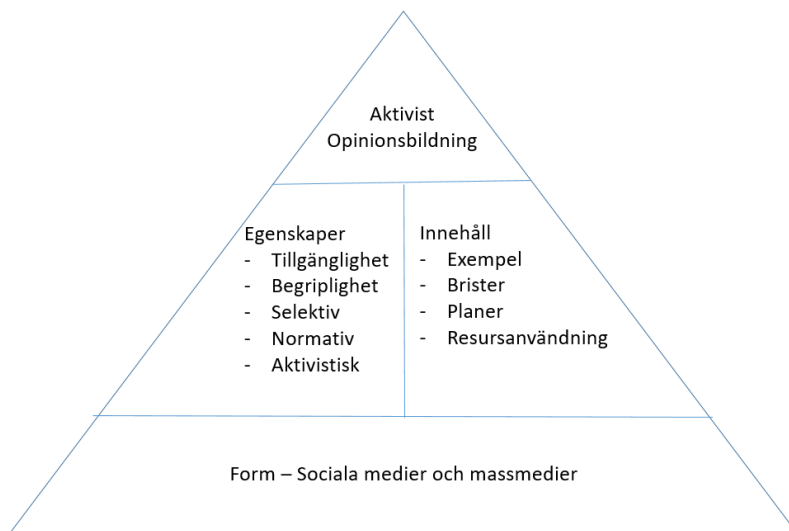 Aktivist
Opinionsbildning
Egenskaper
- Tillgänglighet
- Begriplighet
- Selektiv
- Normativ
- Aktivistisk
Innehåll
- Exempel
- Brister
- Planer
- Resursanvändning
Form – Sociala medier och massmedier